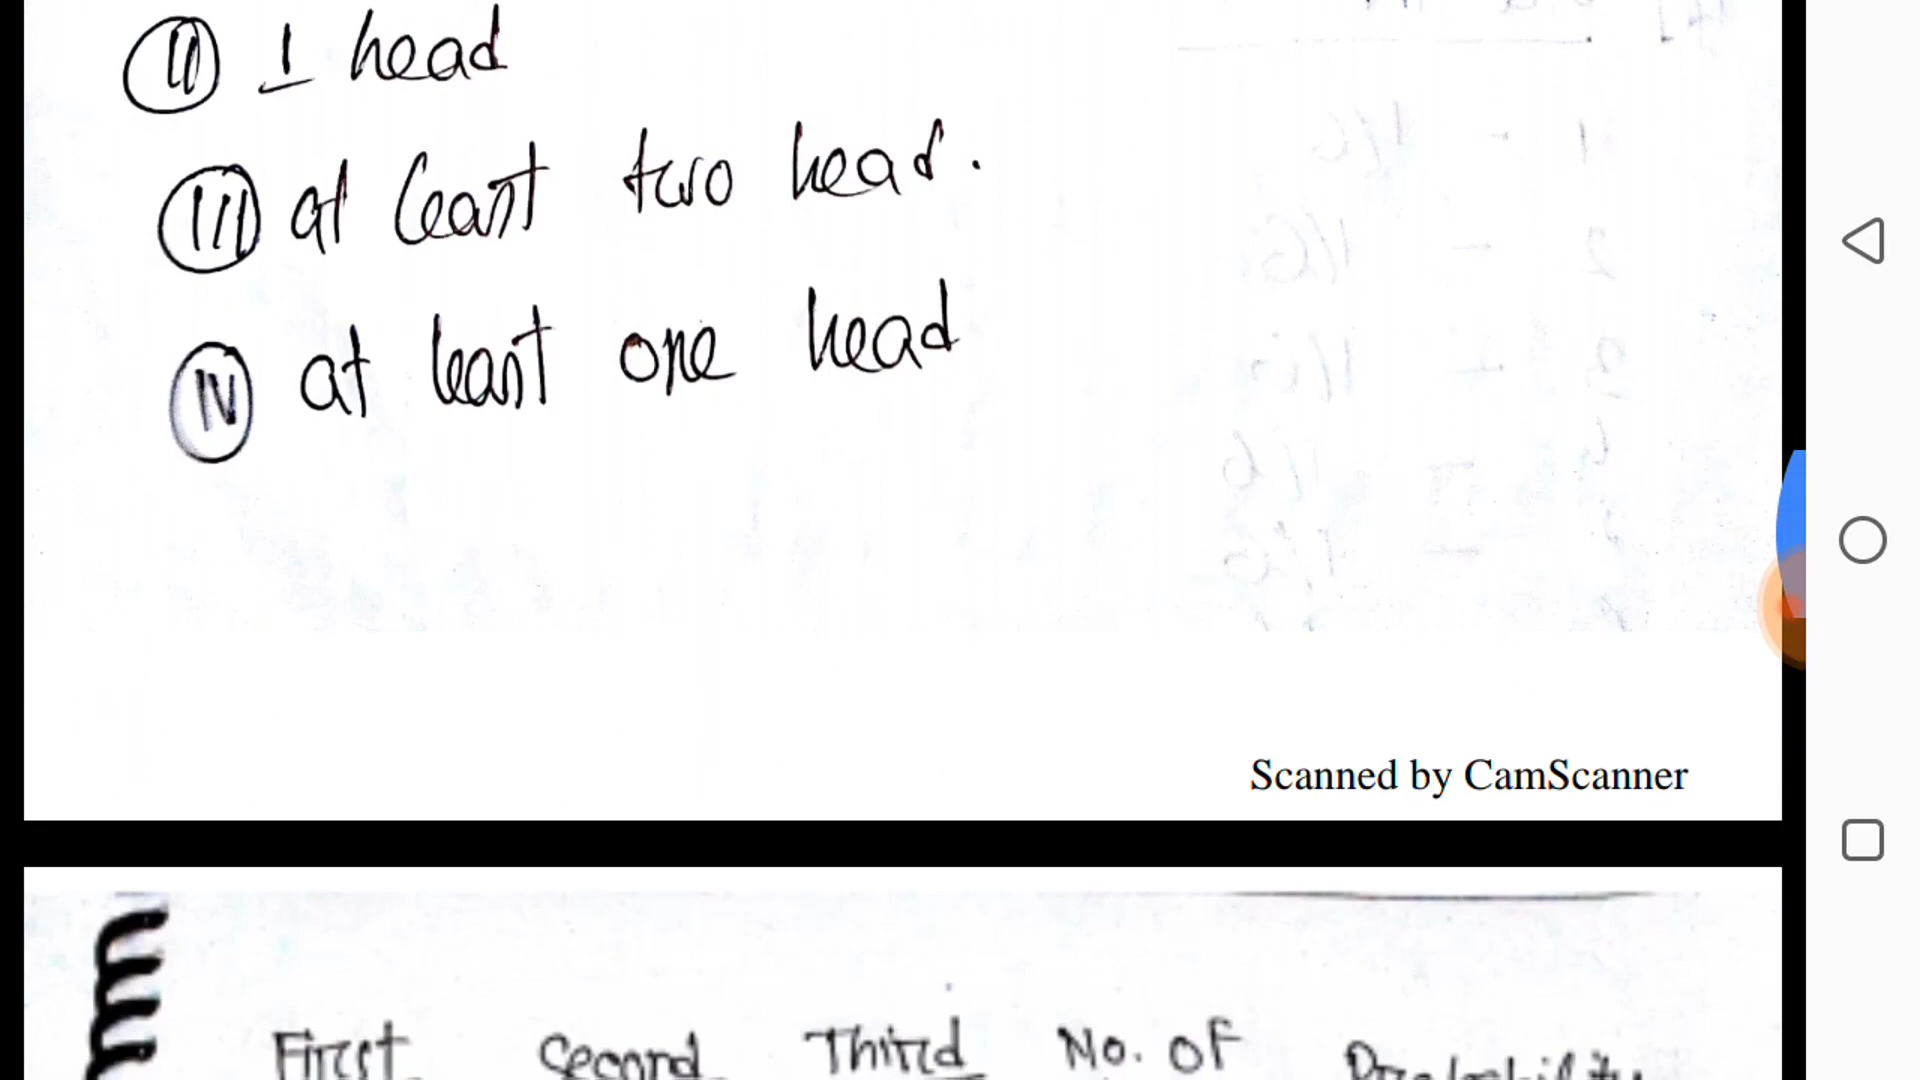 (II) 1 head
(III) at least two head.
(IV) at least one head
Scanned by CamScanner
First Second Third No. of Probability